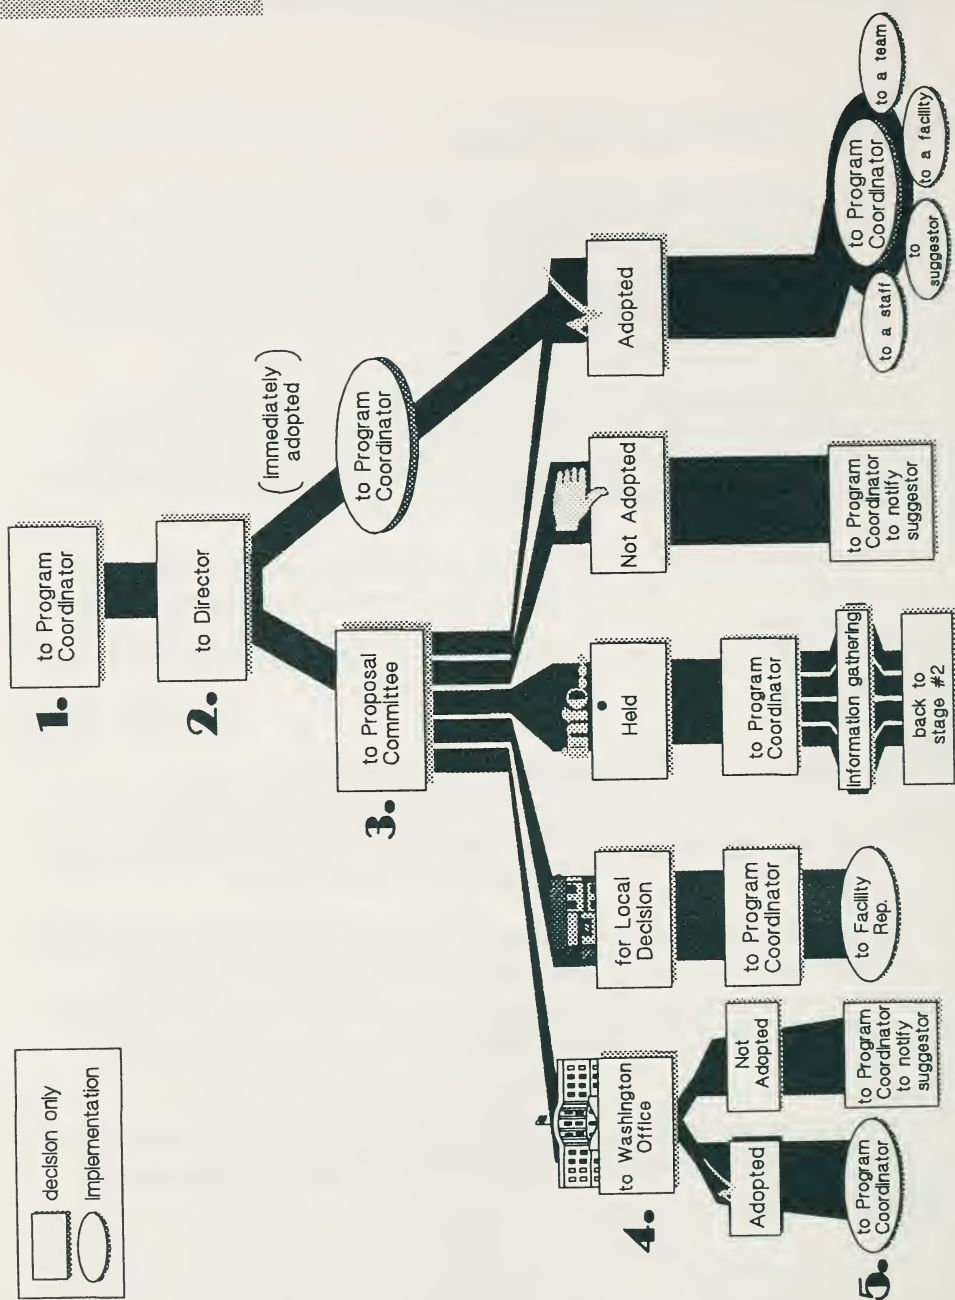 decision only
Implementation
1.
to Program
Coordinator
2.
to Director
(immediately
adopted)
3.
to Proposal
Committee
to Program
Coordinator
4.
to Washington
Office
for Local
Decision
info...
Held
Not Adopted
Adopted
Adopted
Not
Adopted
to Program
Coordinator
to Program
Coordinator
5.
to Program
Coordinator
to Program
Coordinator
to notify
suggestor
to Facility
Rep.
Information gathering
back to
stage #2
to Program
Coordinator
to notify
suggestor
to Program
Coordinator
to a staff
to
suggestor
to a facility
to a team